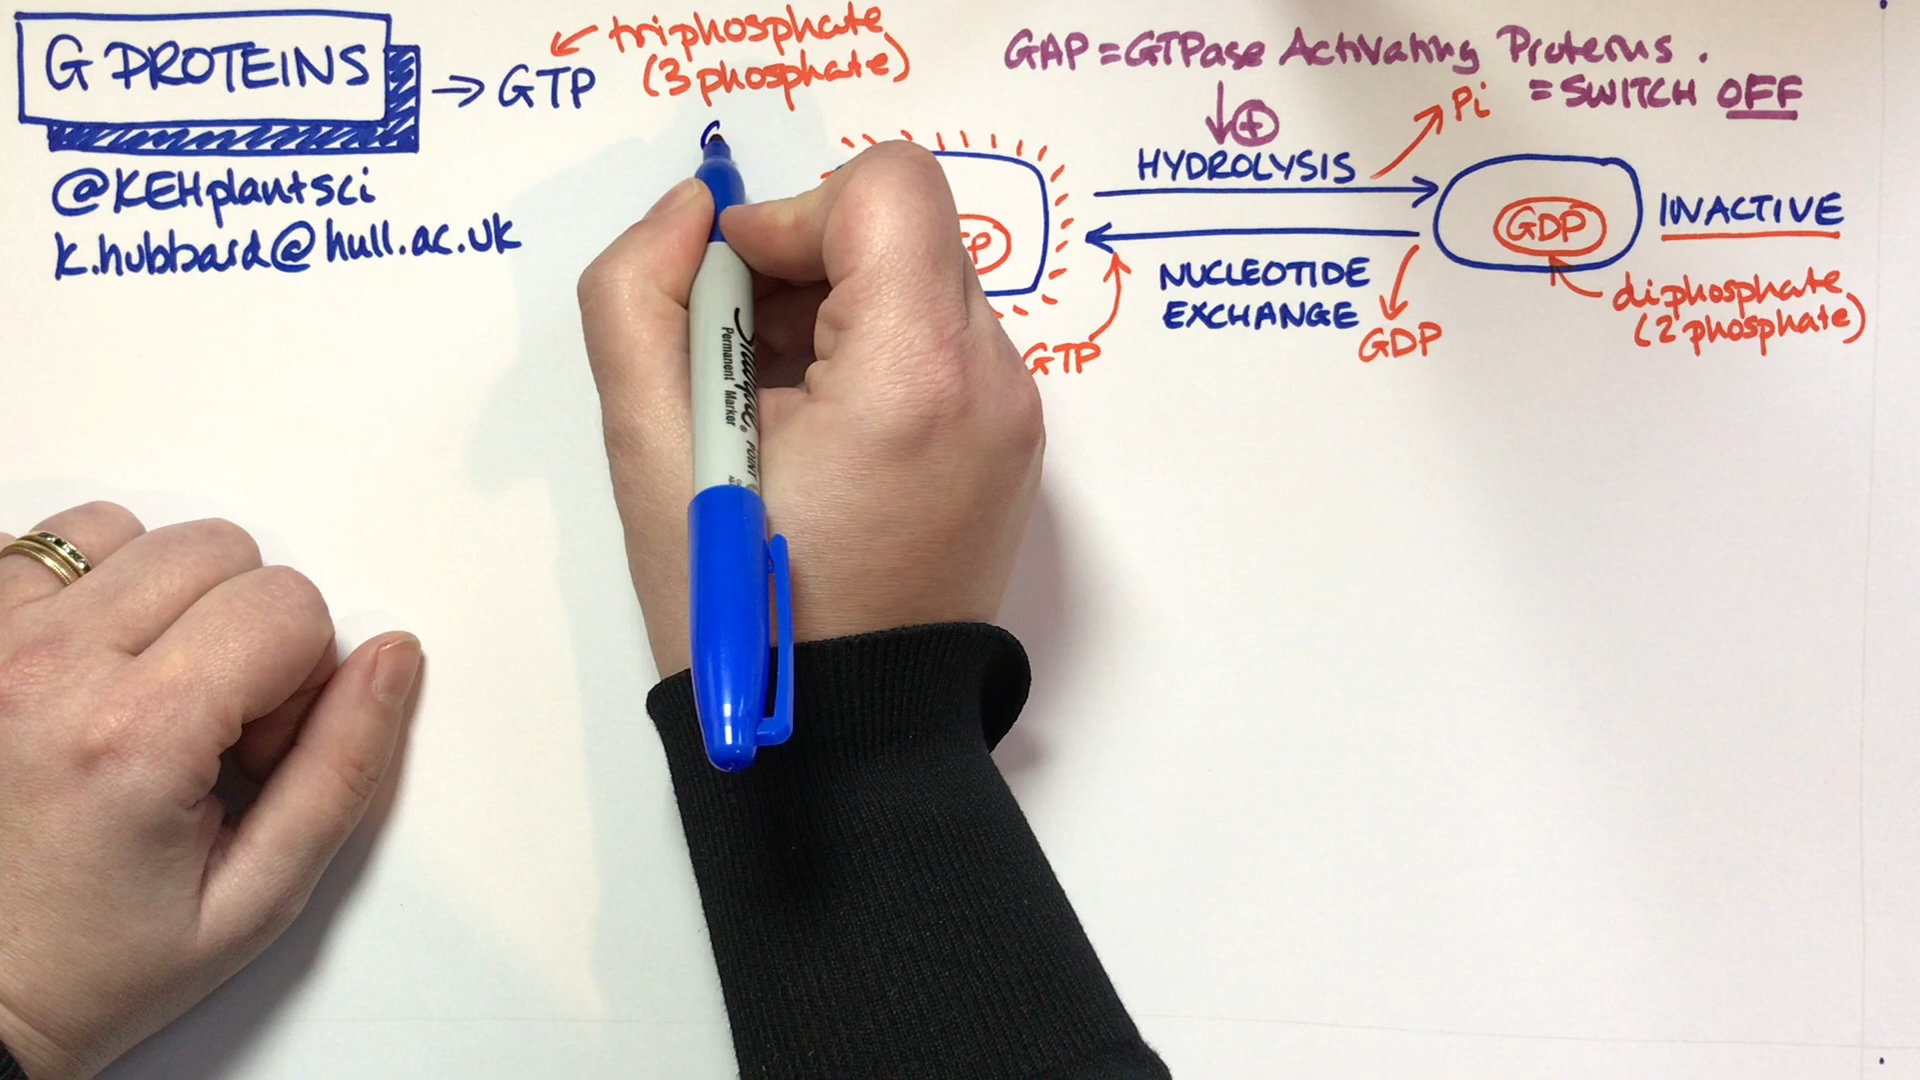 G PROTEINS
→ GTP
triphosphate
(3 phosphate)
@KEHplantsci
k.hubbard@hull.ac.uk
GAP = GTPase Activating Proteins.
= SWITCH OFF
+
Pi
HYDROLYSIS
NUCLEOTIDE
EXCHANGE
GTP
GDP
GDP
INACTIVE
diphosphate
(2 phosphate)
Sharpie
Permanent Marker